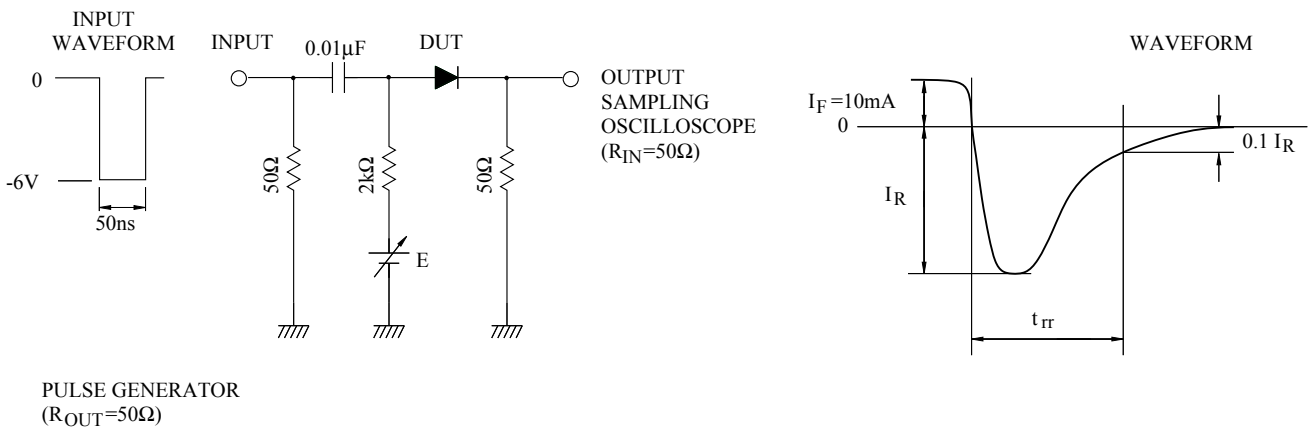 INPUT
WAVEFORM
0
-6V
50ns
INPUT
0.01μF
DUT
50Ω
2kΩ
E
50Ω
OUTPUT
SAMPLING
OSCILLOSCOPE
(RIN=50Ω)
WAVEFORM
IF=10mA
0
IR
0.1 IR
trr
PULSE GENERATOR
(ROUT=50Ω)